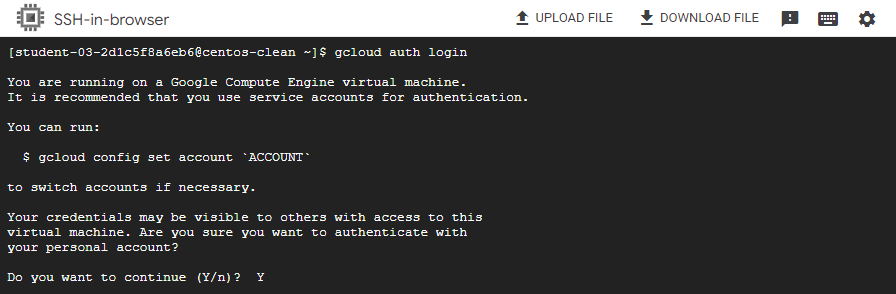 SSH-in-browser
UPLOAD FILE
DOWNLOAD FILE
[student-03-2d1c5f8a6eb6@centos-clean ~]$ gcloud auth login
You are running on a Google Compute Engine virtual machine.
It is recommended that you use service accounts for authentication.
You can run:
$ gcloud config set account `ACCOUNT`
to switch accounts if necessary.
Your credentials may be visible to others with access to this
virtual machine. Are you sure you want to authenticate with
your personal account?
Do you want to continue (Y/n)?  Y